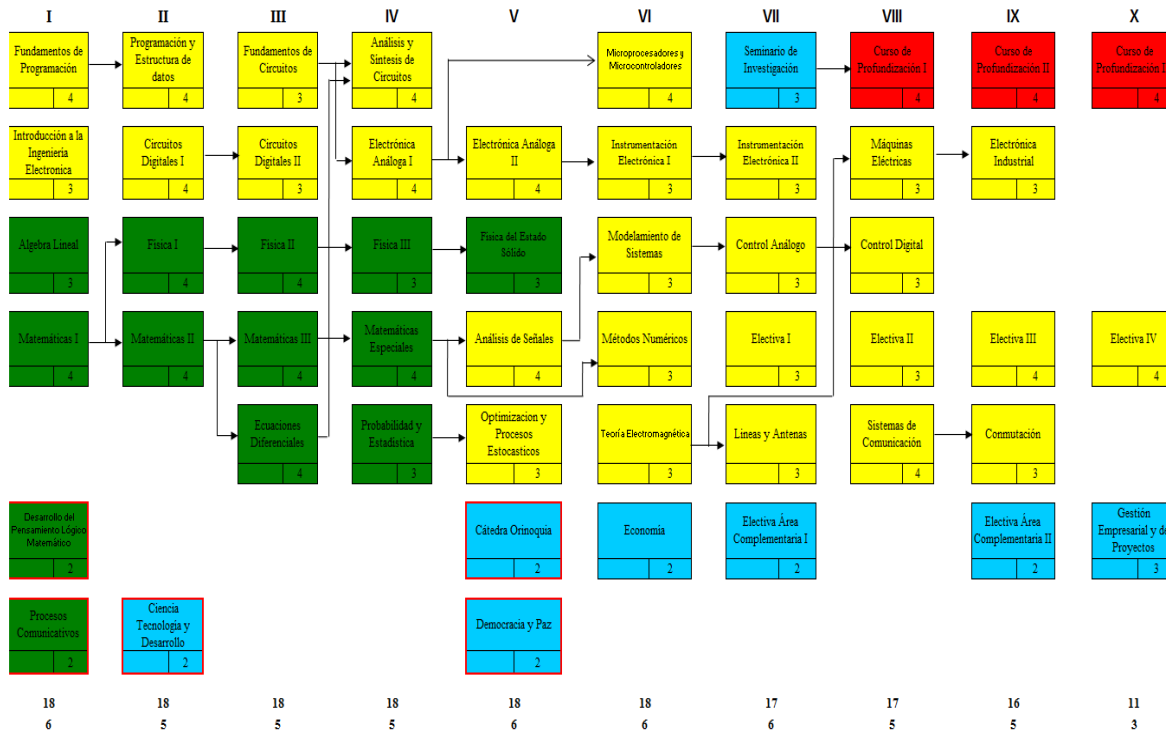 I II III IV V VI VII VIII IX X
Fundamentos de
Programación
4
Programación y
Estructura de
datos
4
Fundamentos de
Circuitos
3
Análisis y
Síntesis de
Circuitos
4
Microprocesadores y
Microcontroladores
4
Seminario de
Investigación
3
Curso de
Profundización I
4
Curso de
Profundización II
4
Curso de
Profundización II
4
Introducción a la
Ingeniería
Electronica
3
Circuitos
Digitales I
4
Circuitos
Digitales II
3
Electrónica
Análoga I
4
Electrónica Análoga
II
4
Instrumentación
Electrónica I
3
Instrumentación
Electrónica II
3
Máquinas
Eléctricas
3
Electrónica
Industrial
3
Algebra Lineal
3
Física I
4
Física II
4
Física III
3
Física del Estado
Sólido
3
Modelamiento de
Sistemas
3
Control Análogo
3
Control Digital
3
Matemáticas I
4
Matemáticas II
4
Matemáticas III
4
Matemáticas
Especiales
4
Análisis de Señales
4
Métodos Numéricos
3
Electiva I
3
Electiva II
3
Electiva III
4
Electiva IV
4
Ecuaciones
Diferenciales
4
Probabilidad y
Estadística
3
Optimizacion y
Procesos
Estocasticos
3
Teoría Electromagnética
3
Lineas y Antenas
3
Sistemas de
Comunicación
4
Conmutación
3
Desarrollo del
Pensamiento Lógico
Matemático
2
Cátedra Orinoquia
2
Economía
2
Electiva Área
Complementaria I
2
Electiva Área
Complementaria II
2
Gestión
Empresarial y de
Proyectos
3
Procesos
Comunicativos
2
Ciencia
Tecnologia y
Desarrollo
2
Democracia y Paz
2
18 18 18 18 18 18 17 17 16 11
6 5 5 5 6 6 6 5 5 3